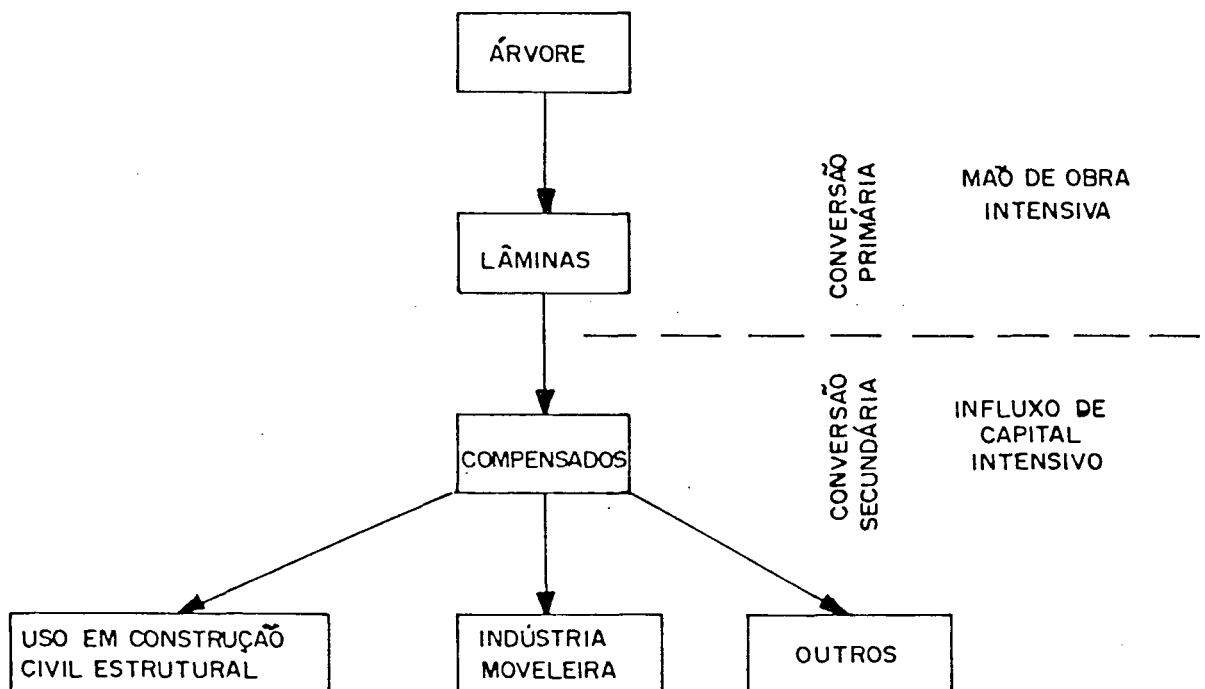 ÁRVORE
CONVERSÃO
PRIMÁRIA
MAÕ DE OBRA
INTENSIVA
LÂMINAS
CONVERSÃO
SECUNDÁRIA
INFLUXO DE
CAPITAL
INTENSIVO
COMPENSADOS
USO EM CONSTRUÇÃO
CIVIL ESTRUTURAL
INDÚSTRIA
MOVELEIRA
OUTROS